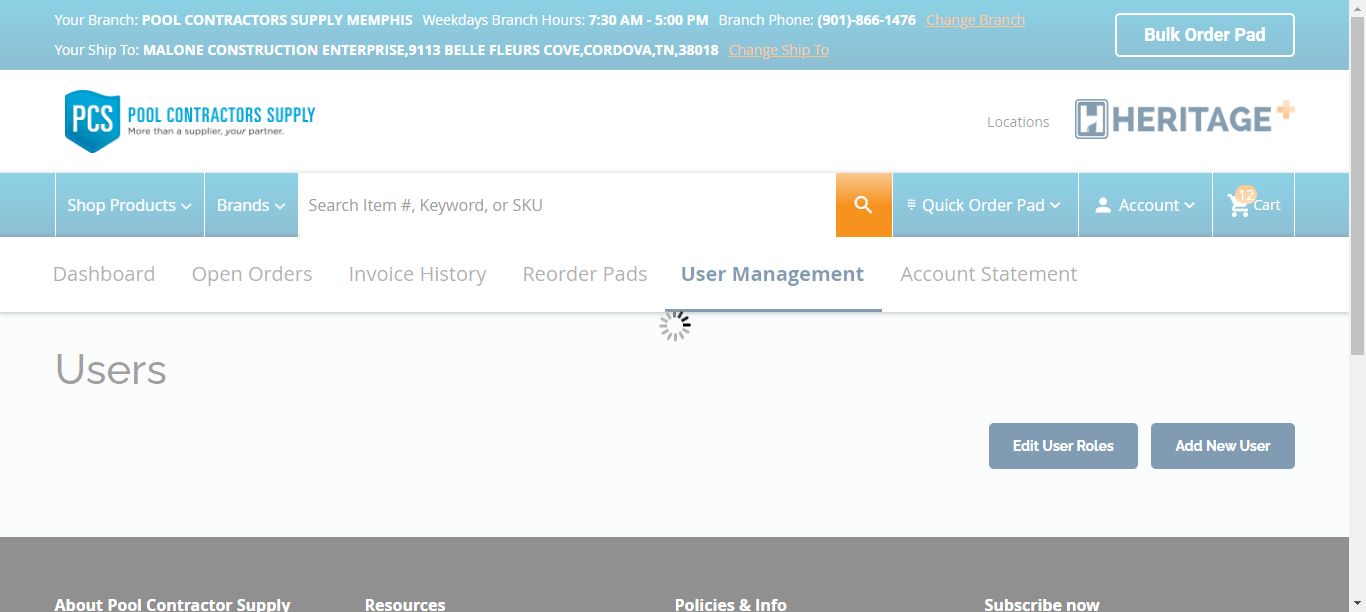 Your Branch: POOL CONTRACTORS SUPPLY MEMPHIS Weekdays Branch Hours: 7:30 AM - 5:00 PM Branch Phone: (901)-866-1476 Change Branch
Your Ship To: MALONE CONSTRUCTION ENTERPRISE,9113 BELLE FLEURS COVE,CORDOVA,TN,38018 Change Ship To
Bulk Order Pad
PCS POOL CONTRACTORS SUPPLY
More than a supplier, your partner.
Locations
HERITAGE+
Shop Products Brands Search Item #, Keyword, or SKU Quick Order Pad Account 12 Cart
Dashboard Open Orders Invoice History Reorder Pads User Management Account Statement
Users
Edit User Roles Add New User
About Pool Contractor Supply Resources Policies & Info Subscribe now